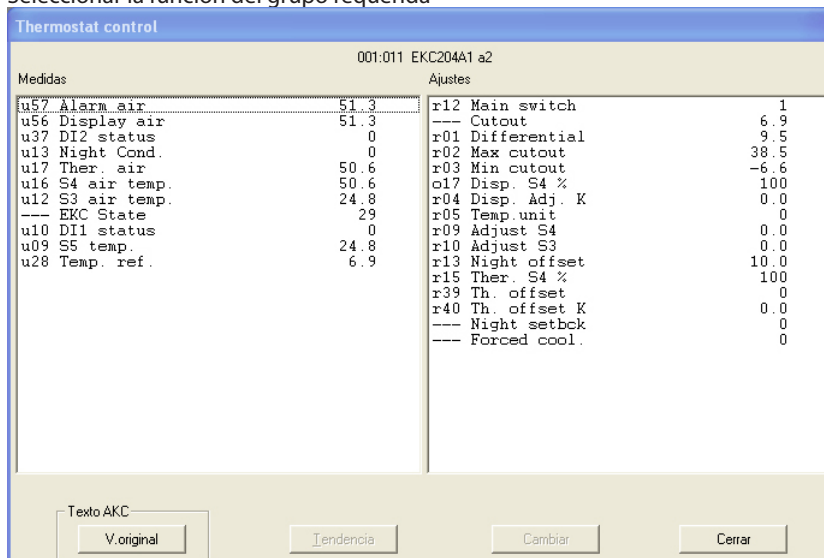 Seleccionar la función del grupo requerida
Thermostat control
001:011 EKC204A1 a2
Medidas
u57 Alarm air 51.3
u56 Display air 51.3
u37 DI2 status 0
u13 Night Cond. 0
u17 Ther. air 50.6
u16 S4 air temp. 50.6
u12 S3 air temp. 24.8
--- EKC State 29
u10 DI1 status 0
u09 S5 temp. 24.8
u28 Temp. ref. 6.9
Ajustes
r12 Main switch 1
--- Cutout 6.9
r01 Differential 9.5
r02 Max cutout 38.5
r03 Min cutout -6.6
o17 Disp. S4 % 100
r04 Disp. Adj. K 0.0
r05 Temp.unit 0
r09 Adjust S4 0.0
r10 Adjust S3 0.0
r13 Night offset 10.0
r15 Ther. S4 % 100
r39 Th. offset 0
r40 Th. offset K 0.0
--- Night setbck 0
--- Forced cool. 0
Texto AKC
V.original
Tendencia
Cambiar
Cerrar